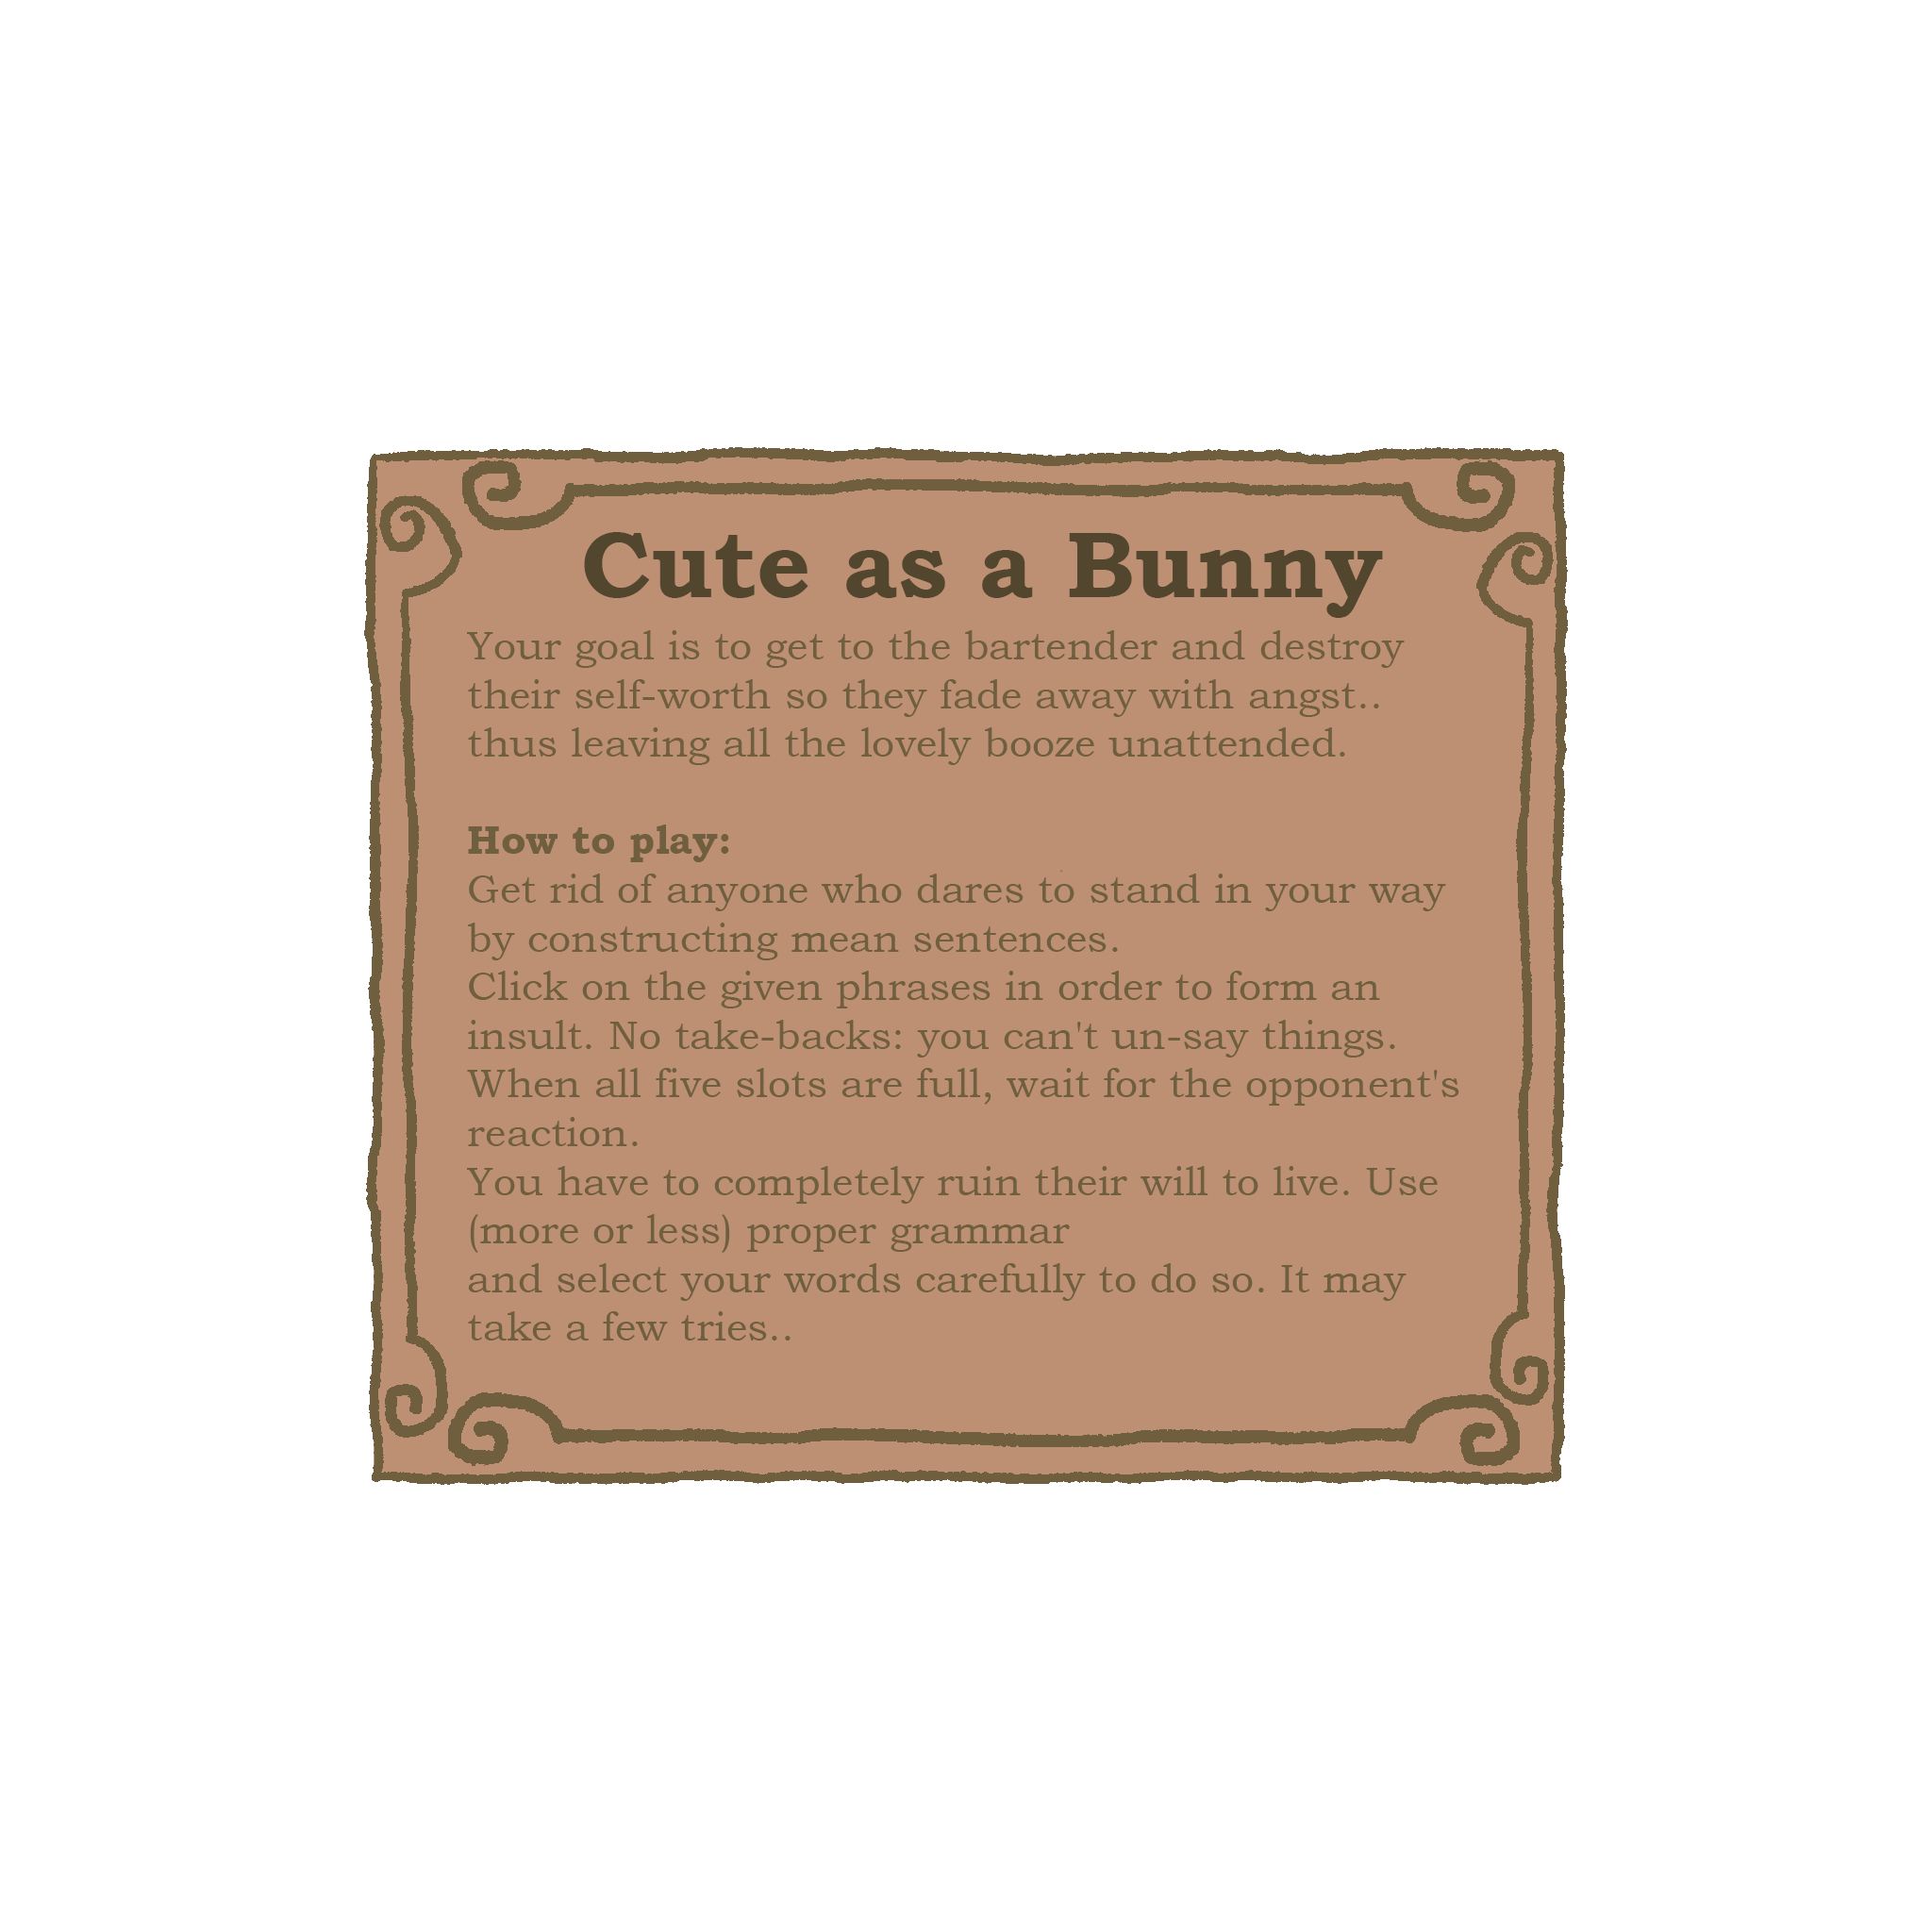 Cute as a Bunny
Your goal is to get to the bartender and destroy
their self-worth so they fade away with angst..
thus leaving all the lovely booze unattended.
How to play:
Get rid of anyone who dares to stand in your way
by constructing mean sentences.
Click on the given phrases in order to form an
insult. No take-backs: you can't un-say things.
When all five slots are full, wait for the opponent's
reaction.
You have to completely ruin their will to live. Use
(more or less) proper grammar
and select your words carefully to do so. It may
take a few tries..